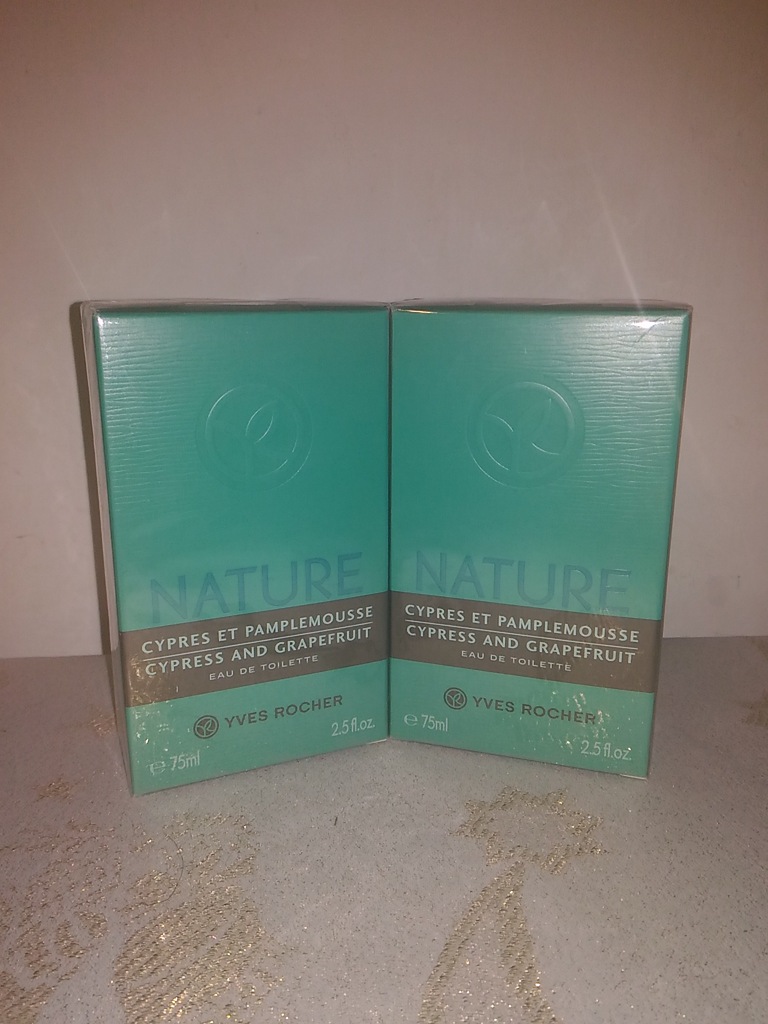 NATURE
CYPRES ET PAMPLEMOUSSE
CYPRESS AND GRAPEFRUIT
EAU DE TOILETTE
YVES ROCHER
2.5 fl.oz.
e 75ml
NATURE
CYPRES ET PAMPLEMOUSSE
CYPRESS AND GRAPEFRUIT
EAU DE TOILETTE
YVES ROCHER
e 75ml
2.5 fl.oz.